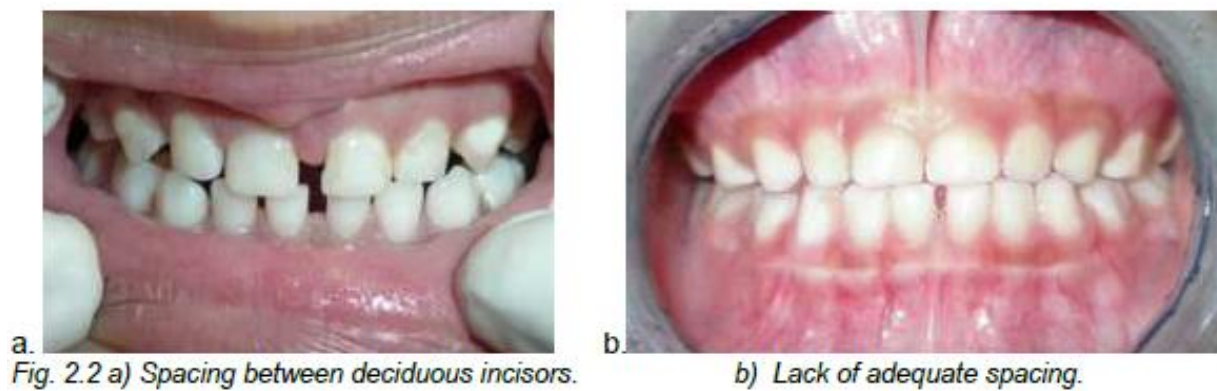 a. b.
Fig. 2.2 a) Spacing between deciduous incisors. b) Lack of adequate spacing.